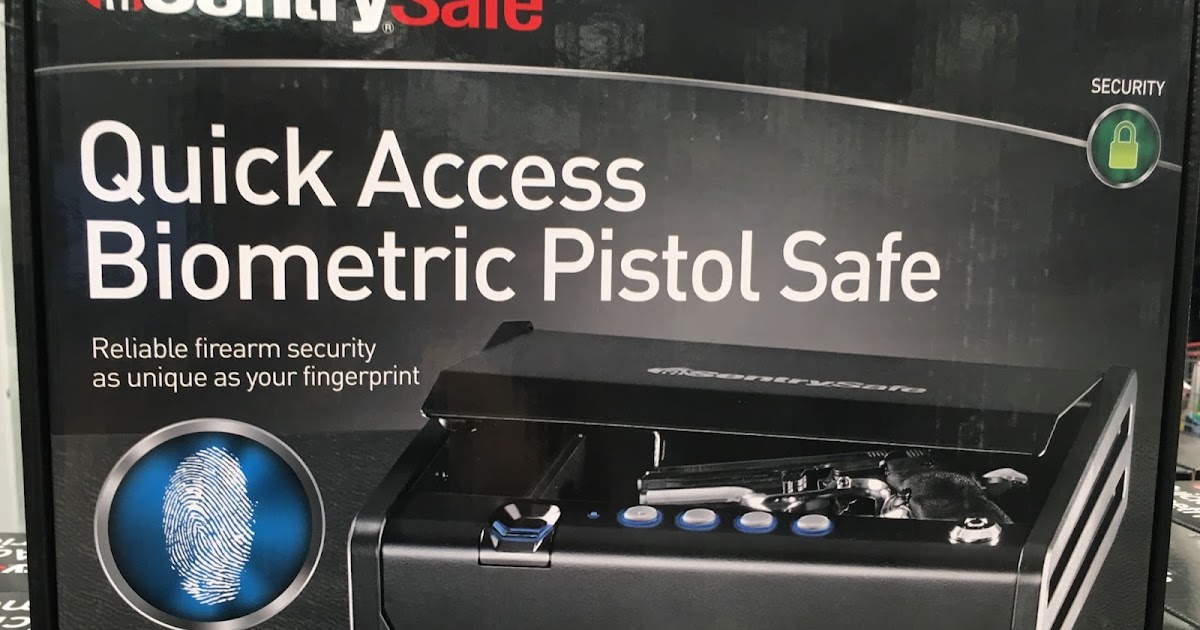 SentrySafe®
SECURITY
Quick Access
Biometric Pistol Safe
Reliable firearm security
as unique as your fingerprint
SentrySafe